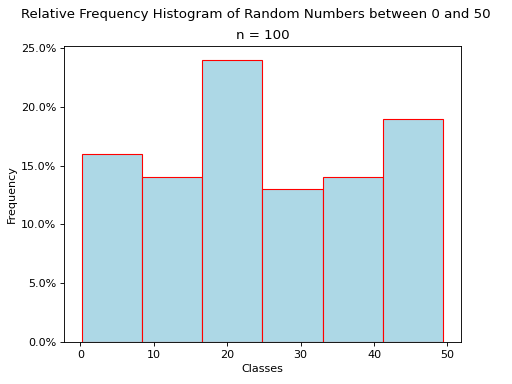 Relative Frequency Histogram of Random Numbers between 0 and 50
n = 100
25.0%
20.0%
15.0%
10.0%
5.0%
0.0%
Frequency
0 10 20 30 40 50
Classes